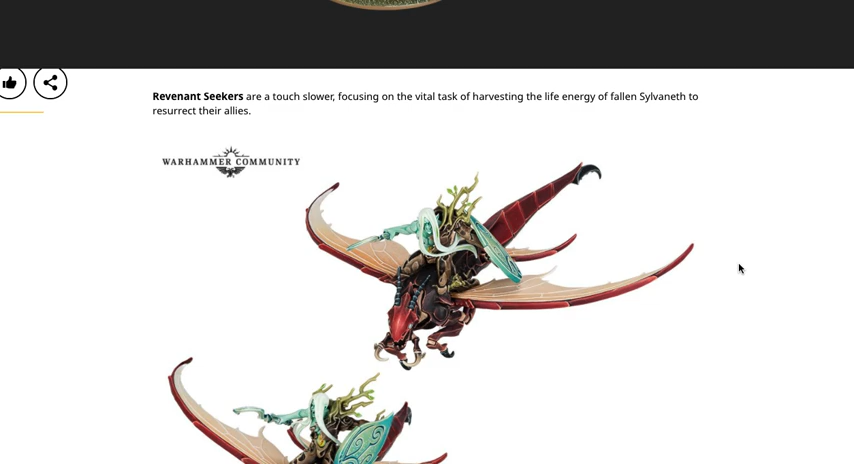 Revenant Seekers are a touch slower, focusing on the vital task of harvesting the life energy of fallen Sylvaneth to
resurrect their allies.
WARHAMMER COMMUNITY